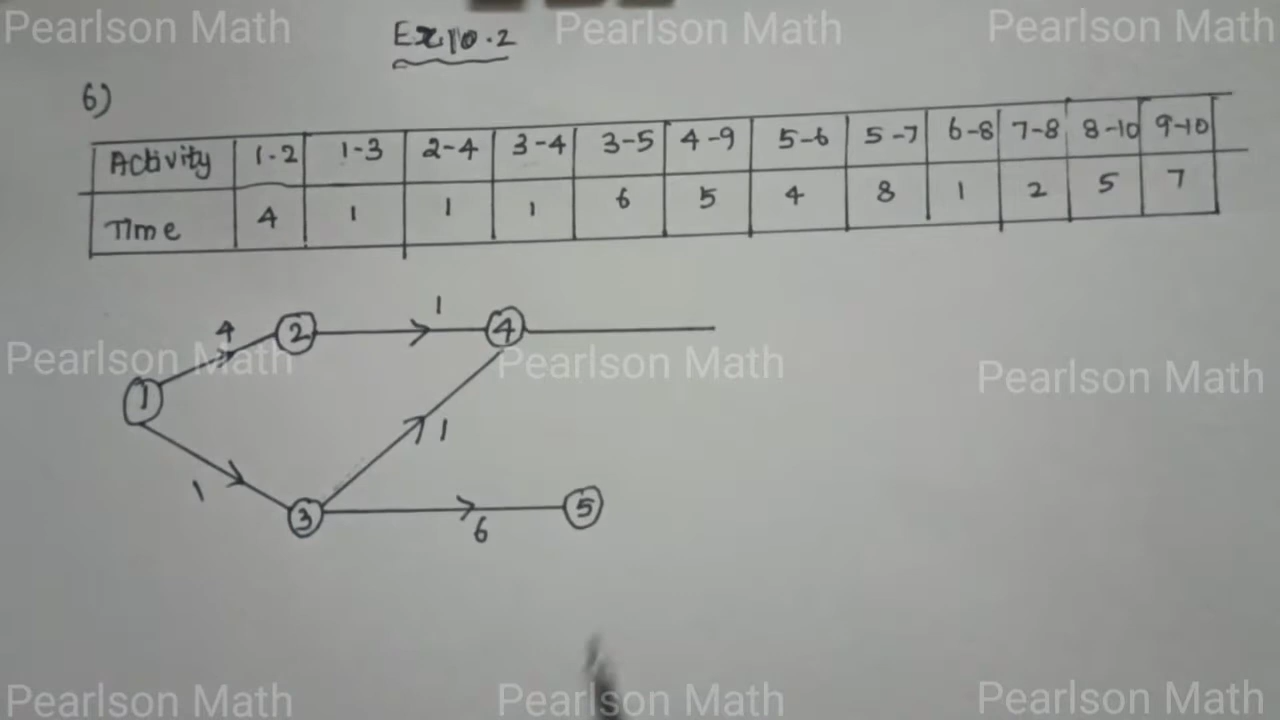 Pearlson Math Pearlson Math Pearlson Math
Ex 10.2
6)
Activity 1-2 1-3 2-4 3-4 3-5 4-9 5-6 5-7 6-8 7-8 8-10 9-10
Time 4 1 1 1 6 5 4 8 1 2 5 7
4 2 1 4
Pearlson Math Pearlson Math Pearlson Math
1
1 1
3 6 5
Pearlson Math Pearlson Math Pearlson Math